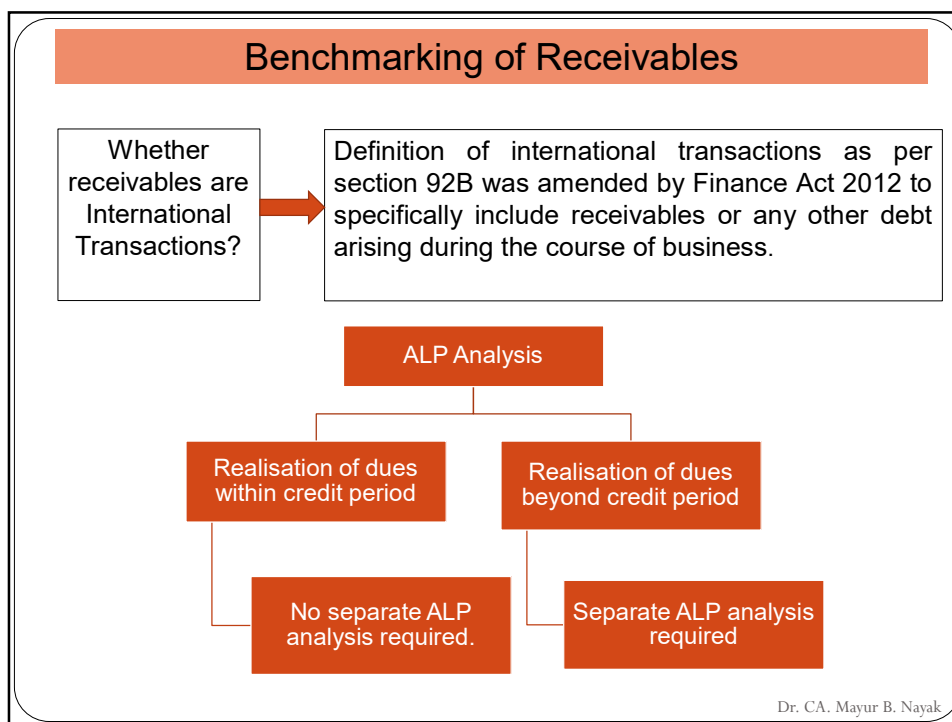 Benchmarking of Receivables
Whether
receivables are
International
Transactions?
Definition of international transactions as per
section 92B was amended by Finance Act 2012 to
specifically include receivables or any other debt
arising during the course of business.
ALP Analysis
Realisation of dues
within credit period
Realisation of dues
beyond credit period
No separate ALP
analysis required.
Separate ALP analysis
required
Dr. CA. Mayur B. Nayak